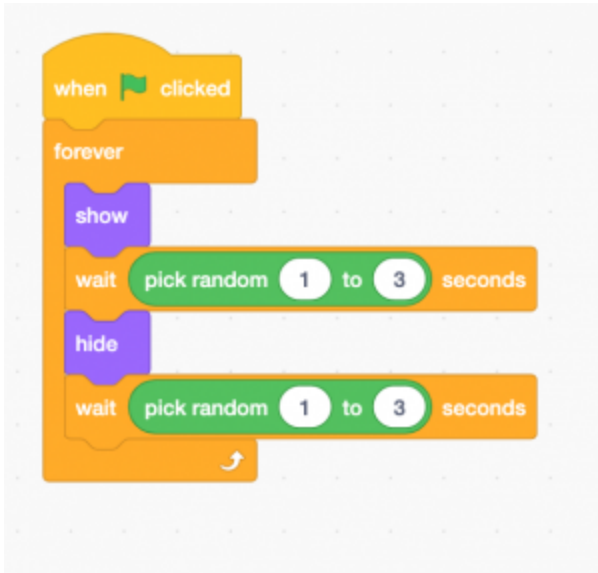 when clicked
forever
show
wait pick random 1 to 3 seconds
hide
wait pick random 1 to 3 seconds